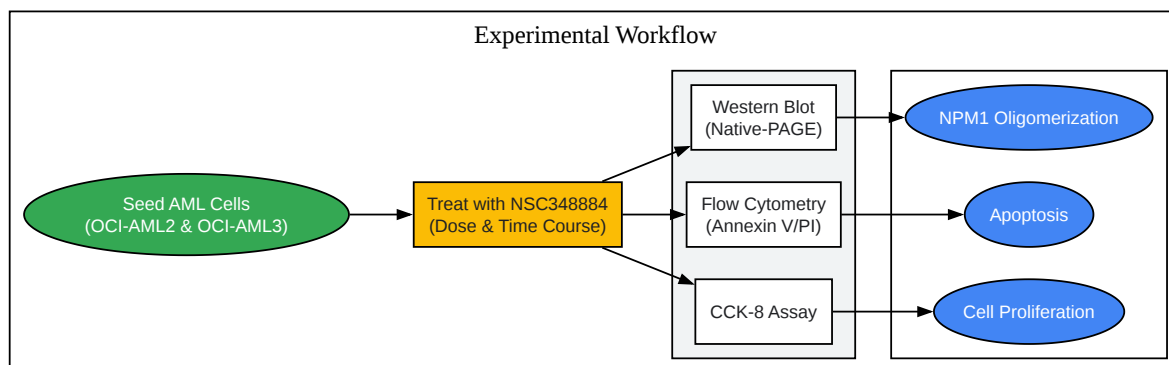 Experimental Workflow
Seed AML Cells
(OCI-AML2 & OCI-AML3)
Treat with NSC348884
(Dose & Time Course)
Western Blot
(Native-PAGE)
Flow Cytometry
(Annexin V/PI)
CCK-8 Assay
NPM1 Oligomerization
Apoptosis
Cell Proliferation